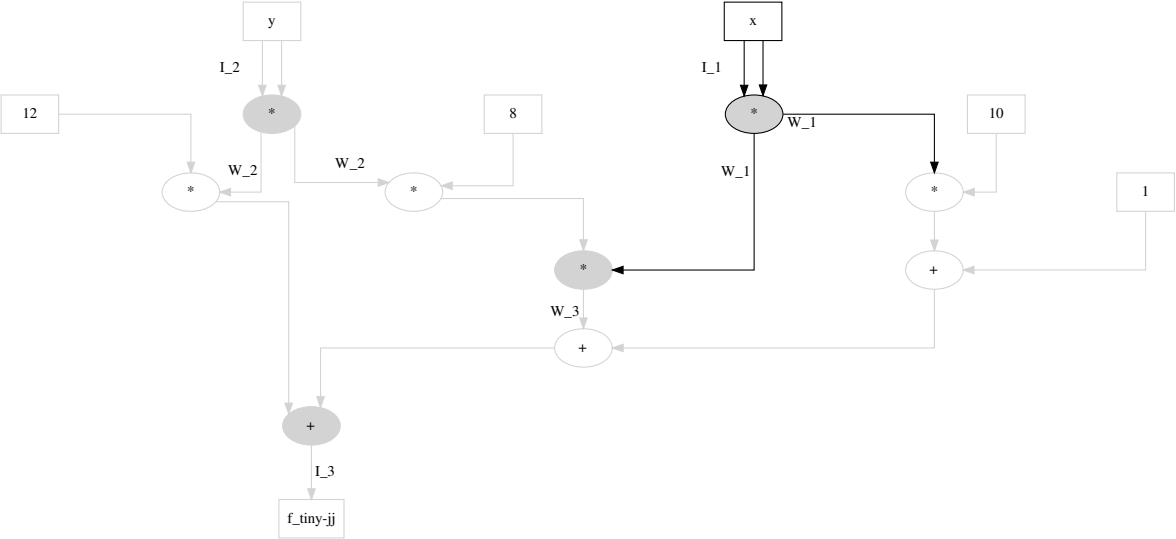 y x
I_2 I_1
12 * 8 * 10
W_1
W_2 W_2 W_1
* * * 1
* +
W_3
+
+
I_3
f_tiny-jj